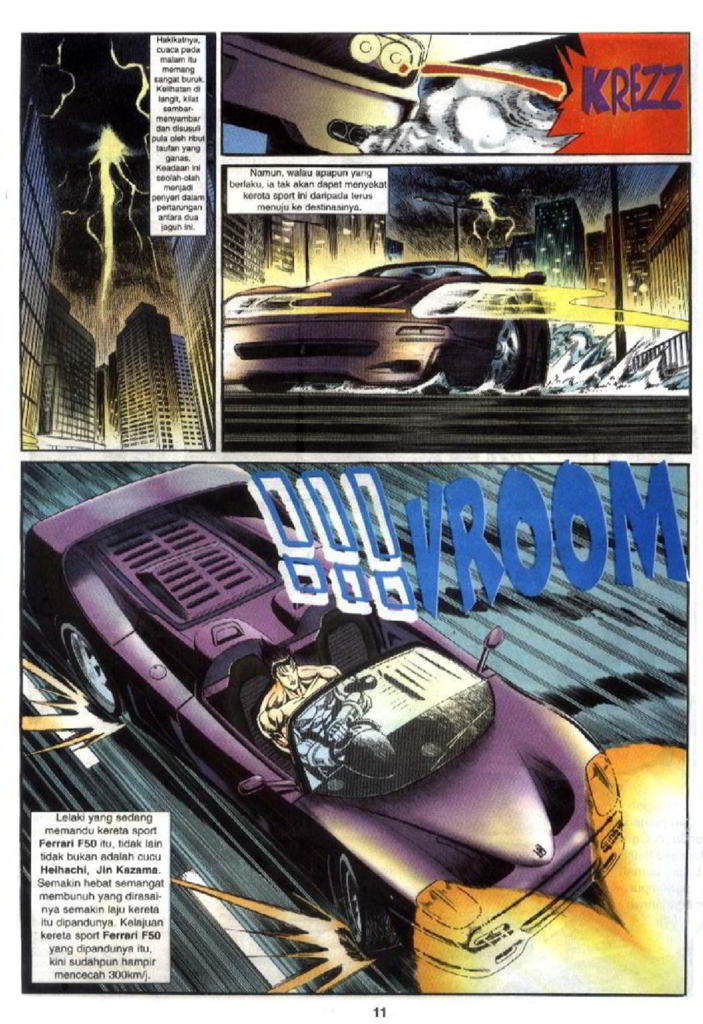 Hakikatnya,
cuaca pada
malam itu
memang
sangat buruk.
Kelihatan di
langit, kilat
sambar-
menyambar
dan disusuli
pula oleh ribut
taufan yang
ganas.
Keadaan ini
seolah-olah
menjadi
penyeri dalam
pertarungan
antara dua
jaguh ini.
KREZZ
Namun, walau apapun yang
berlaku, ia tak akan dapat menyekat
kereta sport ini daripada terus
menuju ke destinasinya.
!!!VROOM
Lelaki yang sedang
memandu kereta sport
Ferrari F50 itu, tidak lain
tidak bukan adalah cucu
Heihachi, Jin Kazama.
Semakin hebat semangat
membunuh yang dirasai-
nya semakin laju kereta
itu dipandunya. Kelajuan
kereta sport Ferrari F50
yang dipandunya itu,
kini sudahpun hampir
mencecah 300km/j.
11